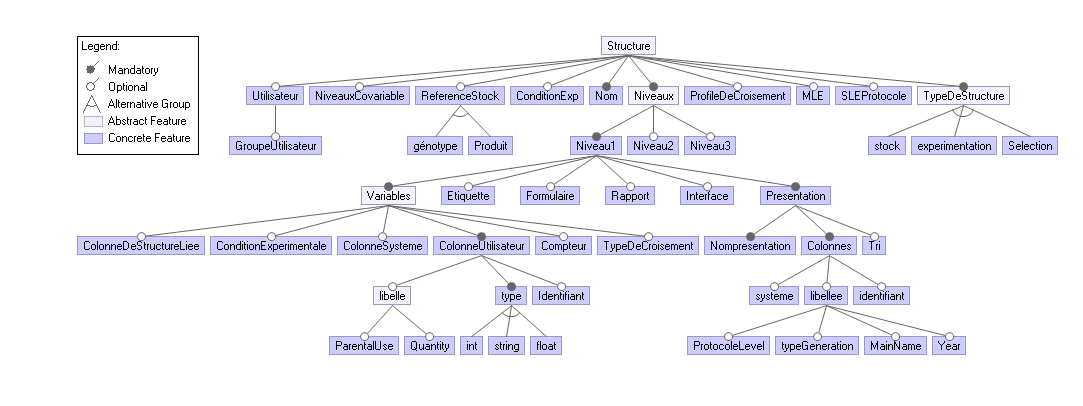 Structure
Legend:
Mandatory
Optional
Alternative Group
Abstract Feature
Concrete Feature
Utilisateur NiveauxCovariable ReferenceStock ConditionExp Nom Niveaux ProfileDeCroisement MLE SLEProtocole TypeDeStructure
GroupeUtilisateur génotype Produit Niveau1 Niveau2 Niveau3 stock experimentation Selection
Variables Etiquette Formulaire Rapport Interface Presentation
ColonneDeStructureLiee ConditionExperimentale ColonneSysteme ColonneUtilisateur Compteur TypeDeCroisement Nompresentation Colonnes Tri
libelle type Identifiant systeme libellee identifiant
ParentalUse Quantity int string float ProtocoleLevel typeGeneration MainName Year